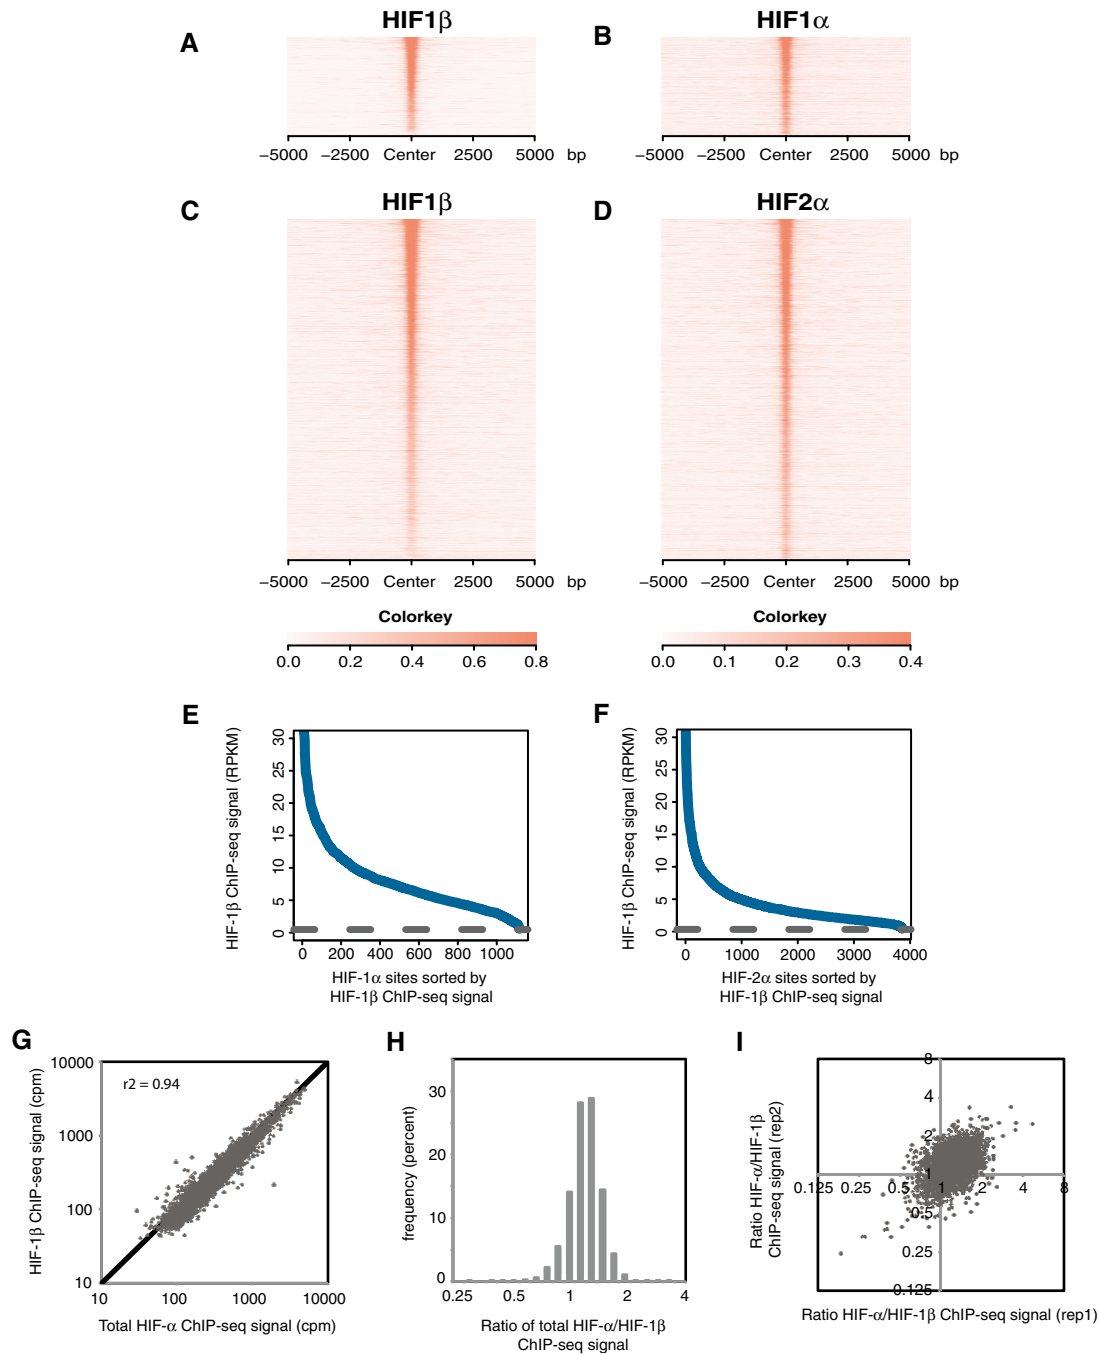 A
HIF1β
−5000 −2500 Center 2500 5000 bp
B
HIF1α
−5000 −2500 Center 2500 5000 bp
C
HIF1β
−5000 −2500 Center 2500 5000 bp
Colorkey
0.0 0.2 0.4 0.6 0.8
D
HIF2α
−5000 −2500 Center 2500 5000 bp
Colorkey
0.0 0.1 0.2 0.3 0.4
E
HIF-1β ChIP-seq signal (RPKM)
30
25
20
15
10
5
0
0 200 400 600 800 1000
HIF-1α sites sorted by
HIF-1β ChIP-seq signal
F
HIF-1β ChIP-seq signal (RPKM)
30
25
20
15
10
5
0
0 1000 2000 3000 4000
HIF-2α sites sorted by
HIF-1β ChIP-seq signal
G
HIF-1β ChIP-seq signal (cpm)
10000
1000
100
10
r2 = 0.94
10 100 1000 10000
Total HIF-α ChIP-seq signal (cpm)
H
frequency (percent)
30
20
10
0
0.25 0.5 1 2 4
Ratio of total HIF-α/HIF-1β
ChIP-seq signal
I
Ratio HIF-α/HIF-1β
ChIP-seq signal (rep2)
8
4
2
1
0.5
0.25
0.125
0.125 0.25 0.5 1 2 4 8
Ratio HIF-α/HIF-1β ChIP-seq signal (rep1)